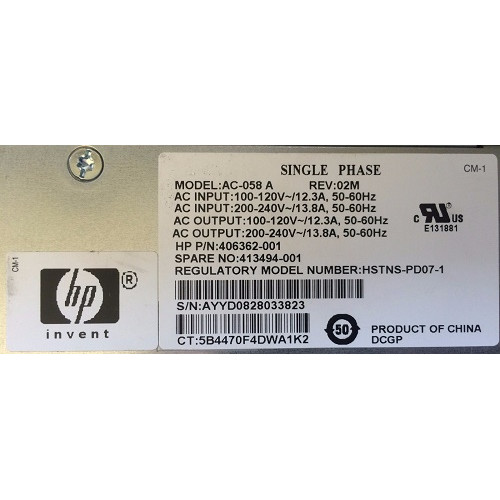 SINGLE PHASE
CM-1
MODEL:AC-058 A REV:02M
AC INPUT:100-120V~/12.3A, 50-60Hz
AC INPUT:200-240V~/13.8A, 50-60Hz
AC OUTPUT:100-120V~/12.3A, 50-60Hz
AC OUTPUT:200-240V~/13.8A, 50-60Hz
C RU US
E131881
HP P/N:406362-001
SPARE NO:413494-001
REGULATORY MODEL NUMBER:HSTNS-PD07-1
S/N:AYYD0828033823
CT:5B4470F4DWA1K2
50
PRODUCT OF CHINA
DCGP
CM-1
hp®
invent